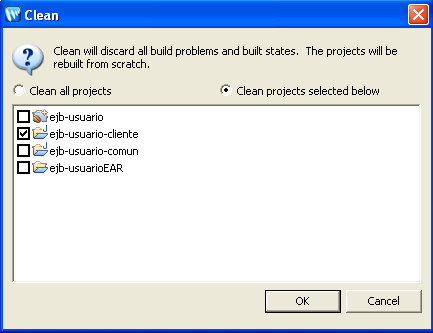 Clean
Clean will discard all build problems and built states. The projects will be
rebuilt from scratch.
Clean all projects
Clean projects selected below
ejb-usuario
ejb-usuario-cliente
ejb-usuario-comun
ejb-usuarioEAR
OK
Cancel